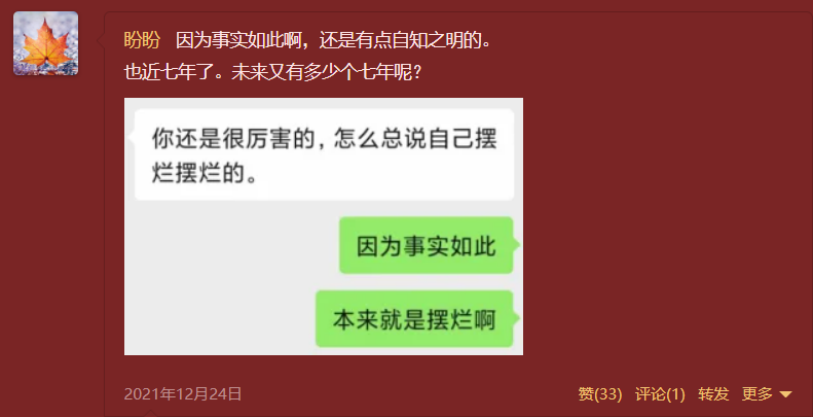 盼盼 因为事实如此啊，还是有点自知之明的。
也近七年了。未来又有多少个七年呢？
你还是很厉害的，怎么总说自己摆
烂摆烂的。
因为事实如此
本来就是摆烂啊
2021年12月24日 赞(33) 评论(1) 转发 更多